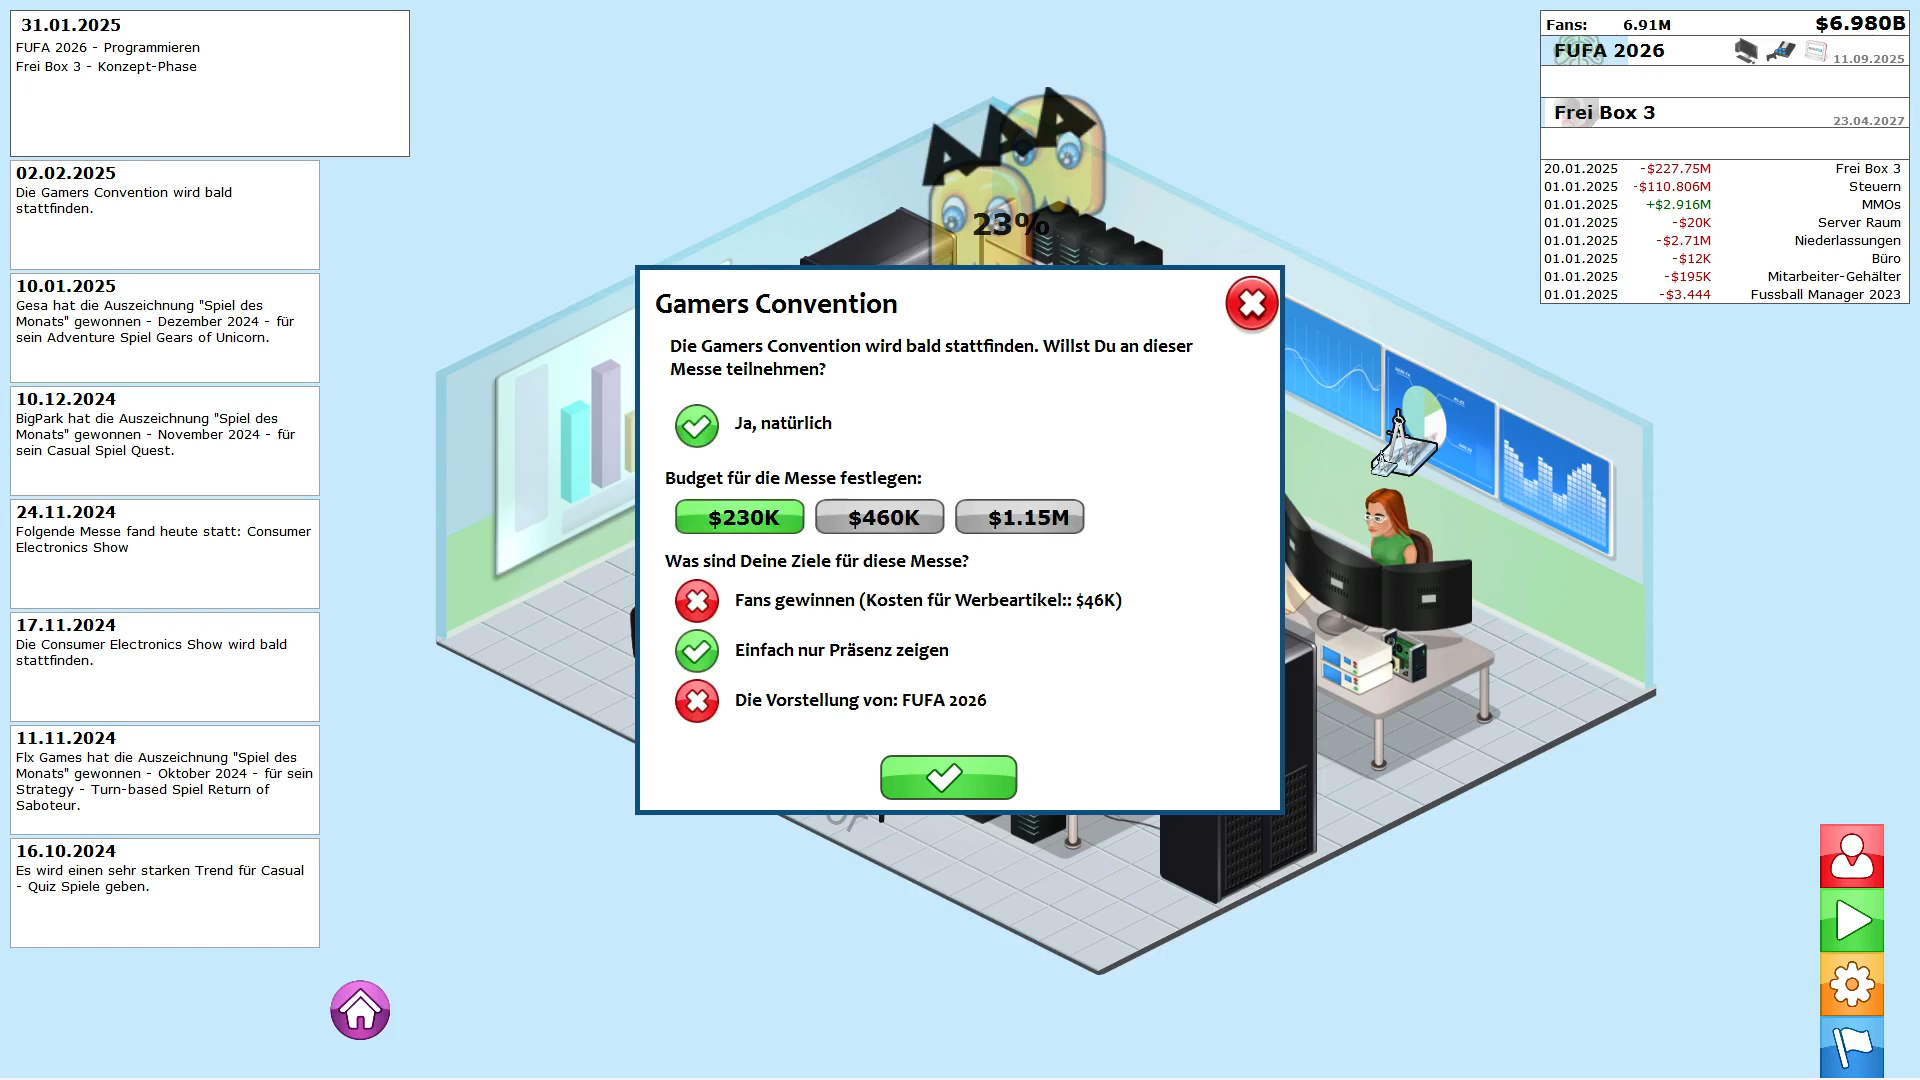 31.01.2025
FUFA 2026 - Programmieren
Frei Box 3 - Konzept-Phase
02.02.2025
Die Gamers Convention wird bald
stattfinden.
10.01.2025
Gesa hat die Auszeichnung "Spiel des
Monats" gewonnen - Dezember 2024 - für
sein Adventure Spiel Gears of Unicorn.
10.12.2024
BigPark hat die Auszeichnung "Spiel des
Monats" gewonnen - November 2024 - für
sein Casual Spiel Quest.
24.11.2024
Folgende Messe fand heute statt: Consumer
Electronics Show
17.11.2024
Die Consumer Electronics Show wird bald
stattfinden.
11.11.2024
Flx Games hat die Auszeichnung "Spiel des
Monats" gewonnen - Oktober 2024 - für sein
Strategy - Turn-based Spiel Return of
Saboteur.
16.10.2024
Es wird einen sehr starken Trend für Casual
- Quiz Spiele geben.
AAA
23%
Gamers Convention
Die Gamers Convention wird bald stattfinden. Willst Du an dieser
Messe teilnehmen?
Ja, natürlich
Budget für die Messe festlegen:
$230K $460K $1.15M
Was sind Deine Ziele für diese Messe?
Fans gewinnen (Kosten für Werbeartikel:: $46K)
Einfach nur Präsenz zeigen
Die Vorstellung von: FUFA 2026
or
Fans: 6.91M $6.980B
FUFA 2026 11.09.2025
Frei Box 3 23.04.2027
20.01.2025 -$227.75M Frei Box 3
01.01.2025 -$110.806M Steuern
01.01.2025 +$2.916M MMOs
01.01.2025 -$20K Server Raum
01.01.2025 -$2.71M Niederlassungen
01.01.2025 -$12K Büro
01.01.2025 -$195K Mitarbeiter-Gehälter
01.01.2025 -$3.444 Fussball Manager 2023